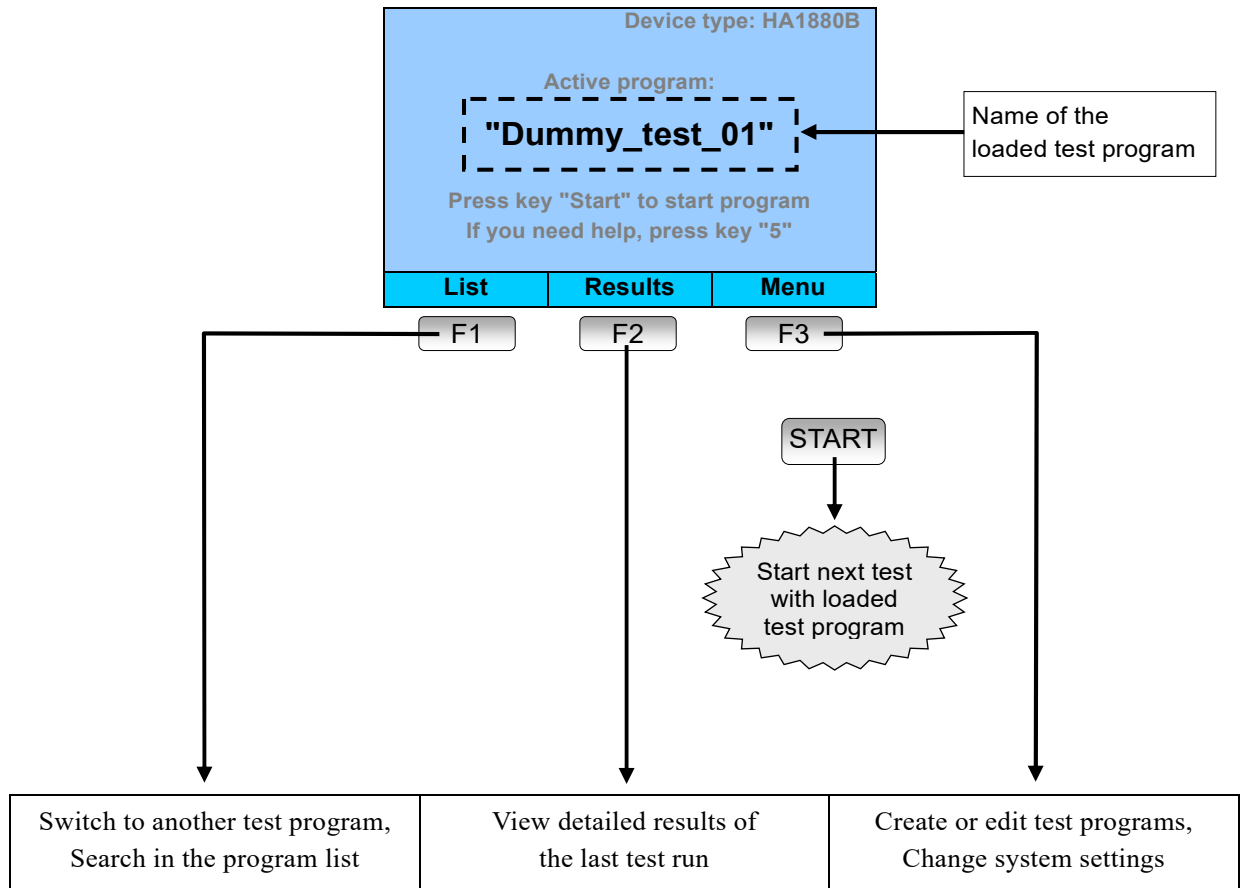 Device type: HA1880B
Active program:
"Dummy_test_01"
Name of the
loaded test program
Press key "Start" to start program
If you need help, press key "5"
List
Results
Menu
F1
F2
F3
START
Start next test
with loaded
test program
Switch to another test program,
Search in the program list
View detailed results of
the last test run
Create or edit test programs,
Change system settings